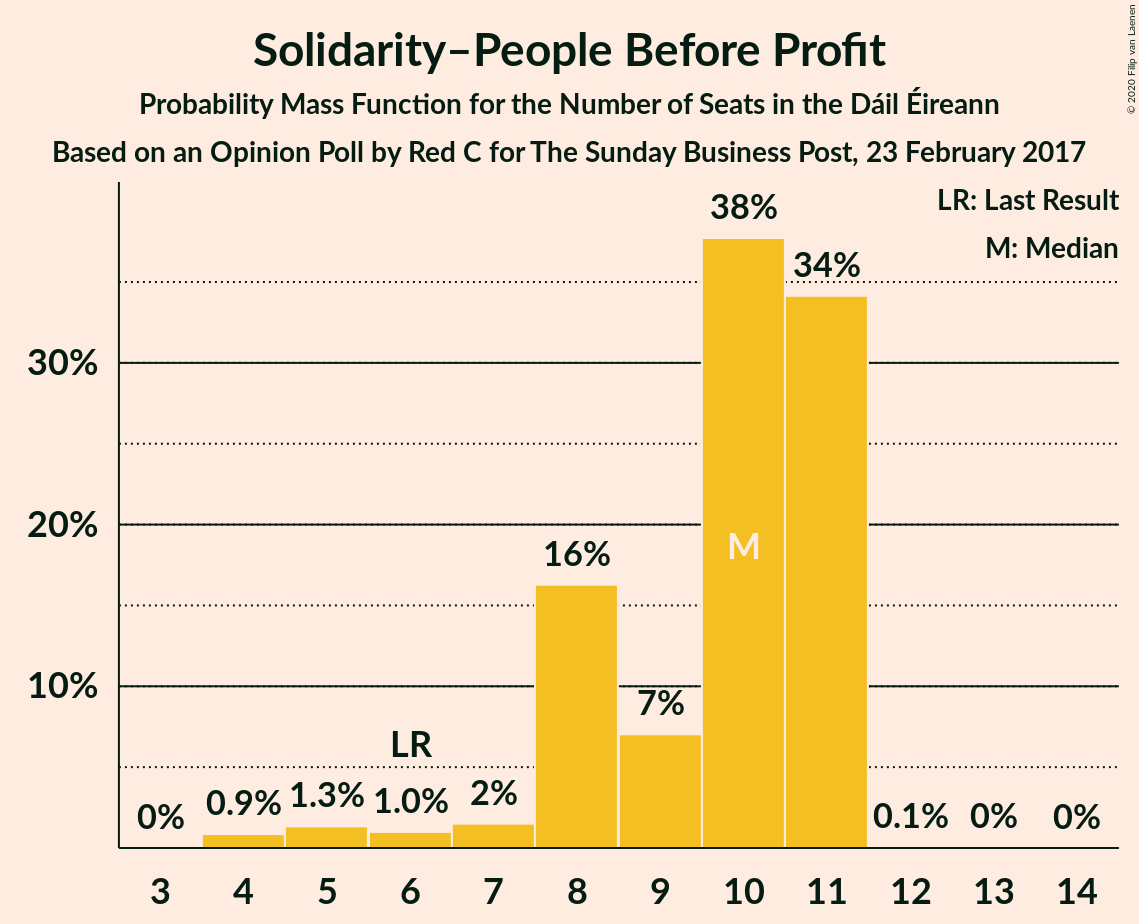 Solidarity–People Before Profit
Probability Mass Function for the Number of Seats in the Dáil Éireann
Based on an Opinion Poll by Red C for The Sunday Business Post, 23 February 2017
© 2020 Filip van Laenen
LR: Last Result
M: Median
38%
34%
30%
20%
16%
M
10%
7%
LR
0%
0.9%
1.3%
1.0%
2%
0.1%
0%
0%
3 4 5 6 7 8 9 10 11 12 13 14